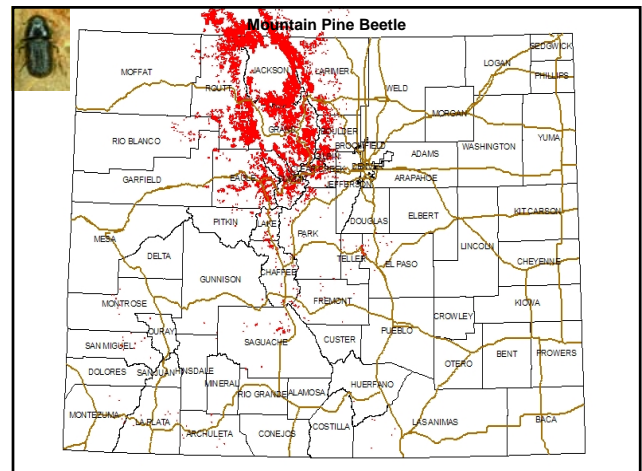 Mountain Pine Beetle
SEDGWICK
LOGAN
MOFFAT
JACKSON
LARIMER
PHILLIPS
ROUTT
WELD
MORGAN
GRAND
BOULDER
YUMA
RIO BLANCO
BROOMFIELD
WASHINGTON
ADAMS
GARFIELD
EAGLE
ARAPAHOE
JEFFERSON
PITKIN
LAKE
DOUGLAS
ELBERT
KIT CARSON
MESA
PARK
LINCOLN
DELTA
TELLER
EL PASO
CHEYENNE
GUNNISON
CHAFFEE
MONTROSE
FREMONT
KIOWA
CROWLEY
OURAY
PUEBLO
SAGUACHE
CUSTER
SAN MIGUEL
BENT
PROWERS
OTERO
DOLORES
SAN JUAN
HINSDALE
MINERAL
HUERFANO
RIO GRANDE
ALAMOSA
MONTEZUMA
LA PLATA
COSTILLA
LAS ANIMAS
BACA
ARCHULETA
CONEJOS